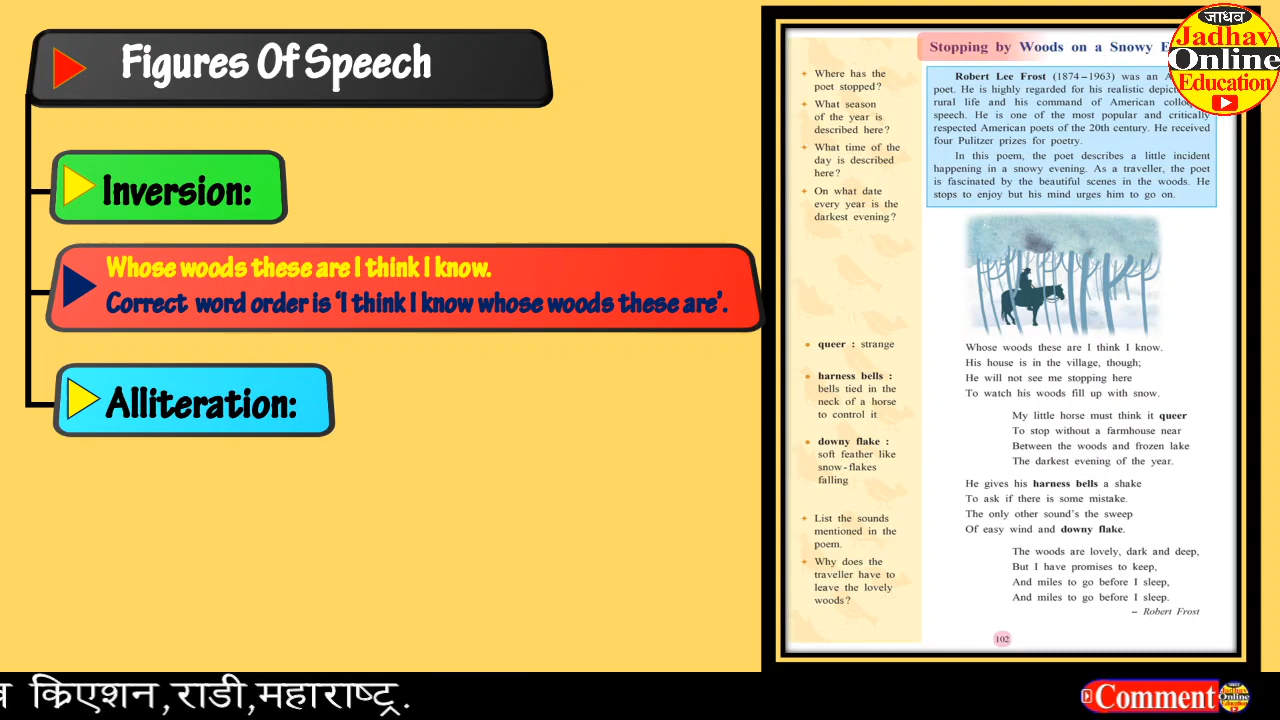 Figures Of Speech
Inversion:
Whose woods these are I think I know.
Correct word order is ‘I think I know whose woods these are’.
Alliteration:
Stopping by Woods on a Snowy E
Where has the
poet stopped?
What season
of the year is
described here?
What time of the
day is described
here?
On what date
every year is the
darkest evening?
Robert Lee Frost (1874–1963) was an A
poet. He is highly regarded for his realistic depic
rural life and his command of American collo
speech. He is one of the most popular and critically
respected American poets of the 20th century. He received
four Pulitzer prizes for poetry.
In this poem, the poet describes a little incident
happening in a snowy evening. As a traveller, the poet
is fascinated by the beautiful scenes in the woods. He
stops to enjoy but his mind urges him to go on.
queer : strange
harness bells :
bells tied in the
neck of a horse
to control it
downy flake :
soft feather like
snow-flakes
falling
List the sounds
mentioned in the
poem.
Why does the
traveller have to
leave the lovely
woods?
Whose woods these are I think I know.
His house is in the village, though;
He will not see me stopping here
To watch his woods fill up with snow.
My little horse must think it queer
To stop without a farmhouse near
Between the woods and frozen lake
The darkest evening of the year.
He gives his harness bells a shake
To ask if there is some mistake.
The only other sound's the sweep
Of easy wind and downy flake.
The woods are lovely, dark and deep,
But I have promises to keep,
And miles to go before I sleep,
And miles to go before I sleep.
– Robert Frost
102
जाधव
Jadhav
Online
Education
व किएशन,राडी,महाराष्ट्र.
Comment
Jadhav
Online
Education